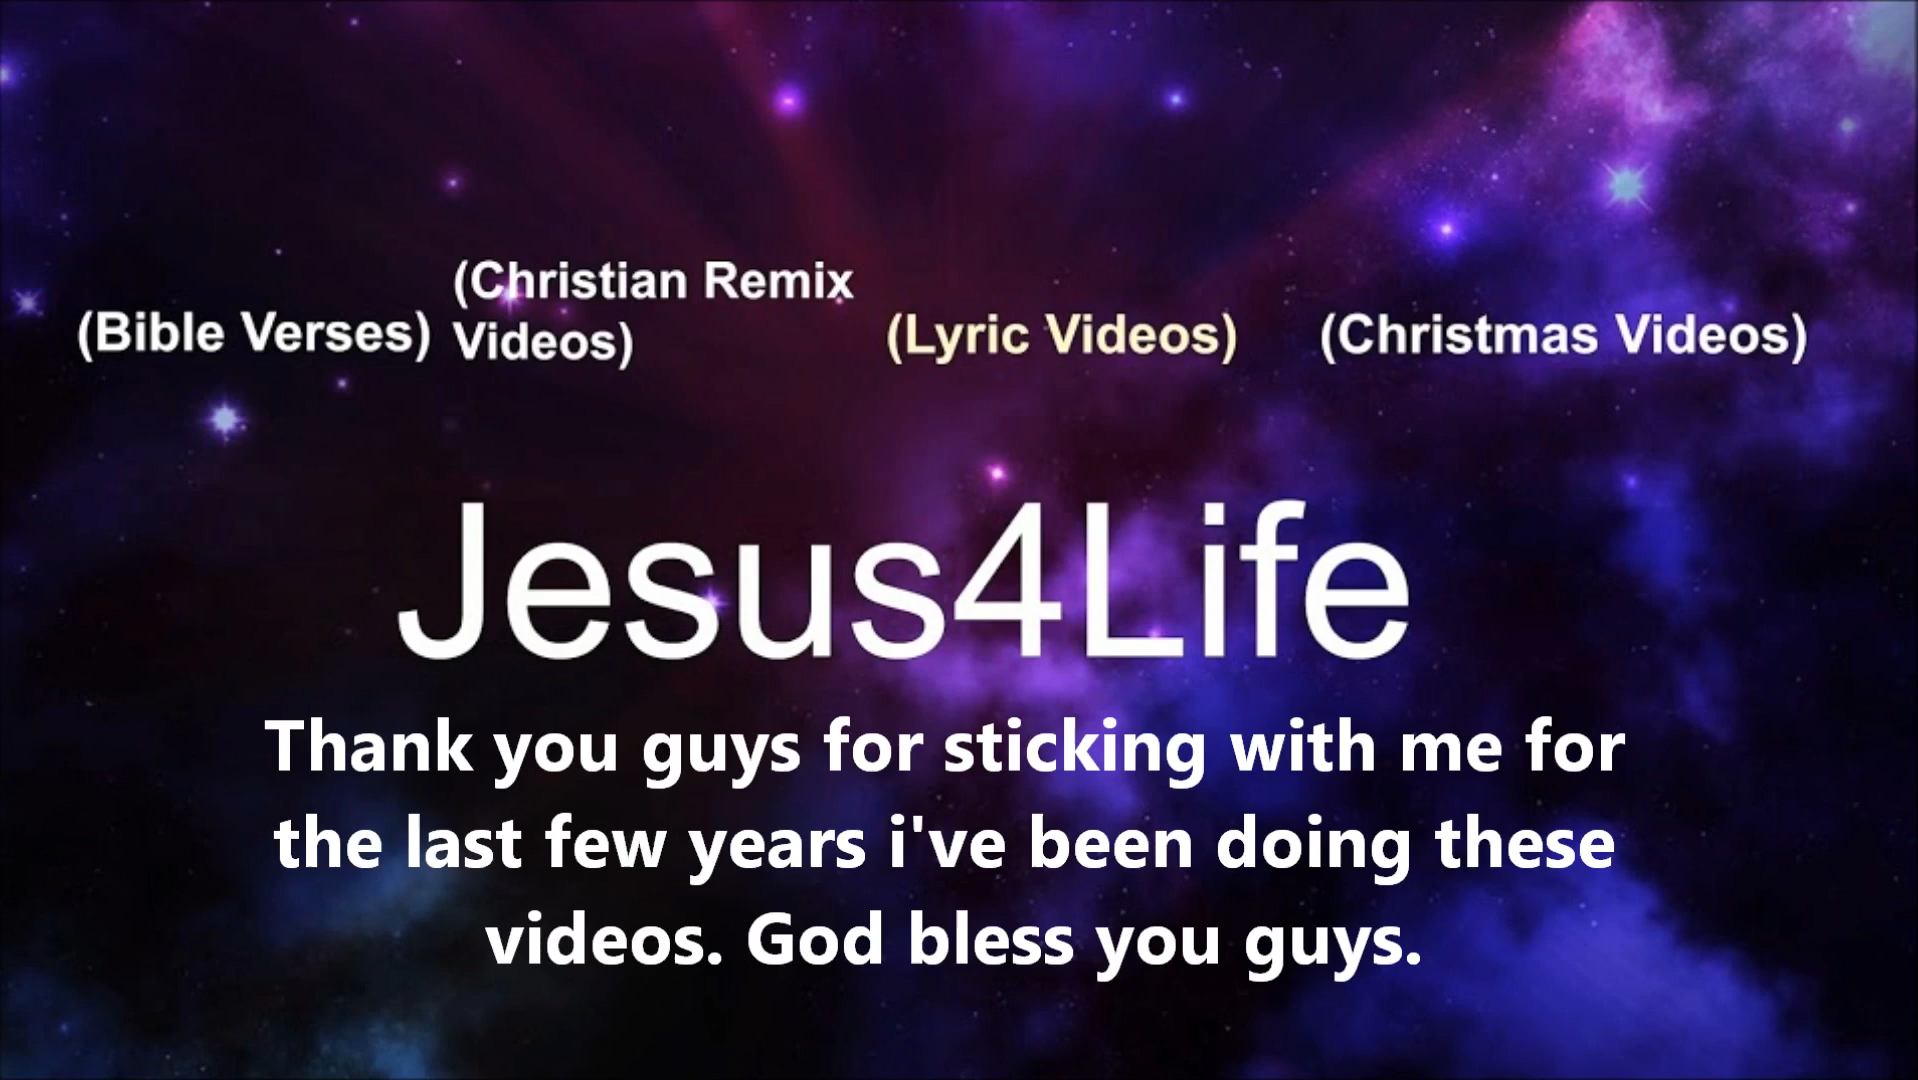 (Bible Verses)
(Christian Remix
Videos)
(Lyric Videos)
(Christmas Videos)
Jesus4Life
Thank you guys for sticking with me for
the last few years i've been doing these
videos. God bless you guys.